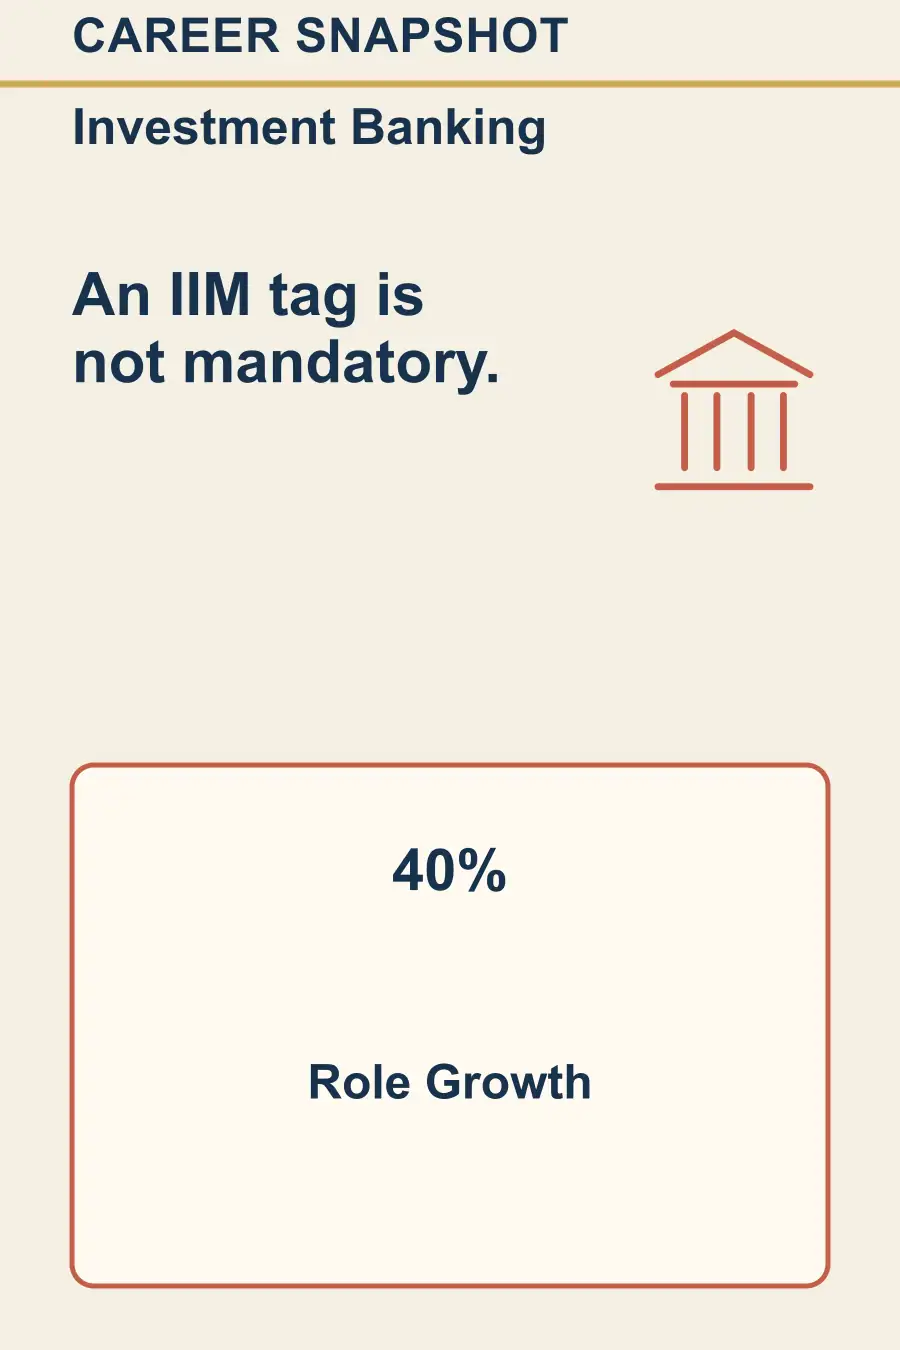 CAREER SNAPSHOT
Investment Banking
An IIM tag is
not mandatory.
40%
Role Growth